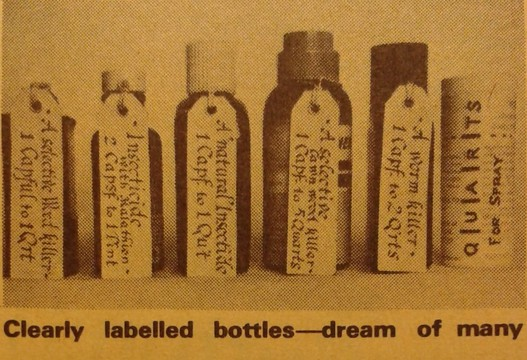 A selective Weed killer.
1 Capful to 1 Qrt
· Insecticide
with Malathion ·
2 Capsf. to 1 Pint
A natural Insecticide
1 Capf. to 1 Qut
· A selective
Lawn weed killer ·
1 Capf. to 5 Quarts
· A worm killer ·
1 Capf. to 2 Qrts
Q|U|A|R|TS
FOR SPRAY
Clearly labelled bottles—dream of many